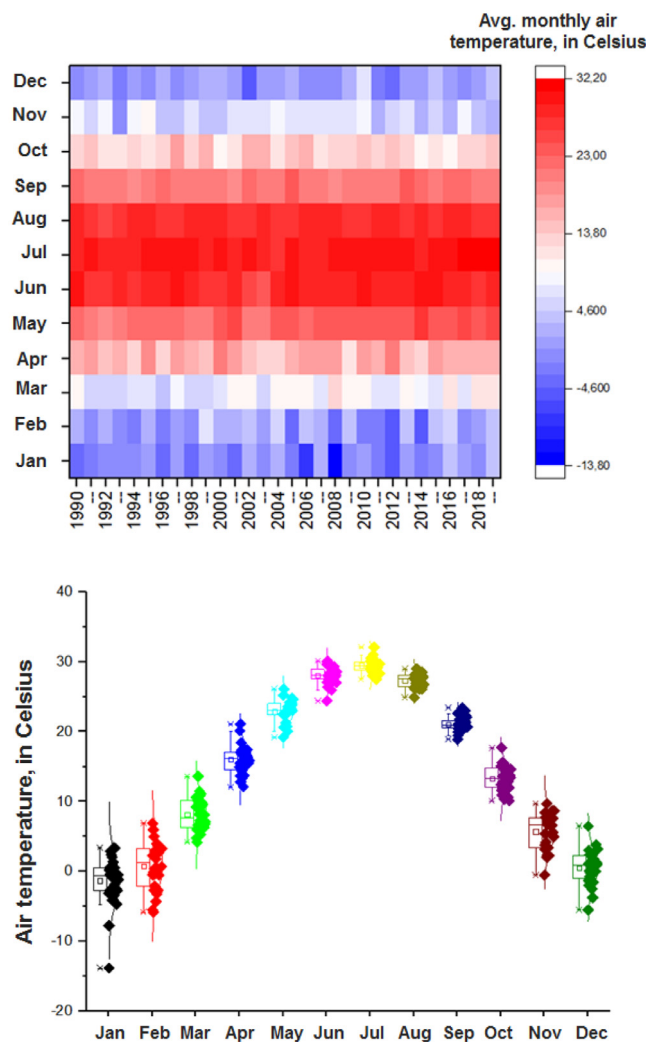 Avg. monthly air
temperature, in Celsius
Dec
Nov
Oct
Sep
Aug
Jul
Jun
May
Apr
Mar
Feb
Jan
32,20
23,00
13,80
4,600
-4,600
-13,80
1990
--
1992
--
1994
--
1996
--
1998
--
2000
--
2002
--
2004
--
2006
--
2008
--
2010
--
2012
--
2014
--
2016
--
2018
--
Air temperature, in Celsius
40
30
20
10
0
-10
-20
Jan Feb Mar Apr May Jun Jul Aug Sep Oct Nov Dec